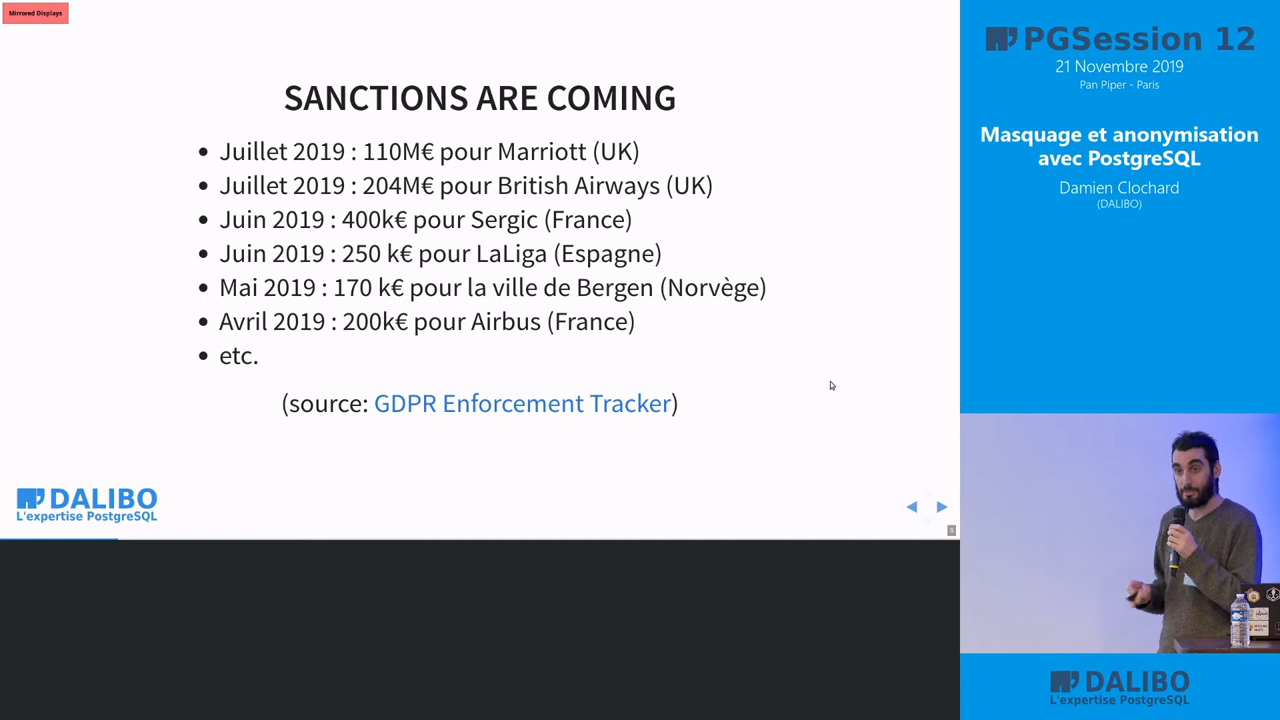 Mirrored Displays
SANCTIONS ARE COMING
Juillet 2019 : 110M€ pour Marriott (UK)
Juillet 2019 : 204M€ pour British Airways (UK)
Juin 2019 : 400k€ pour Sergic (France)
Juin 2019 : 250 k€ pour LaLiga (Espagne)
Mai 2019 : 170 k€ pour la ville de Bergen (Norvège)
Avril 2019 : 200k€ pour Airbus (France)
etc.
(source: GDPR Enforcement Tracker)
DALIBO
L'expertise PostgreSQL
PGSession 12
21 Novembre 2019
Pan Piper - Paris
Masquage et anonymisation
avec PostgreSQL
Damien Clochard
(DALIBO)
DALIBO
L'expertise PostgreSQL